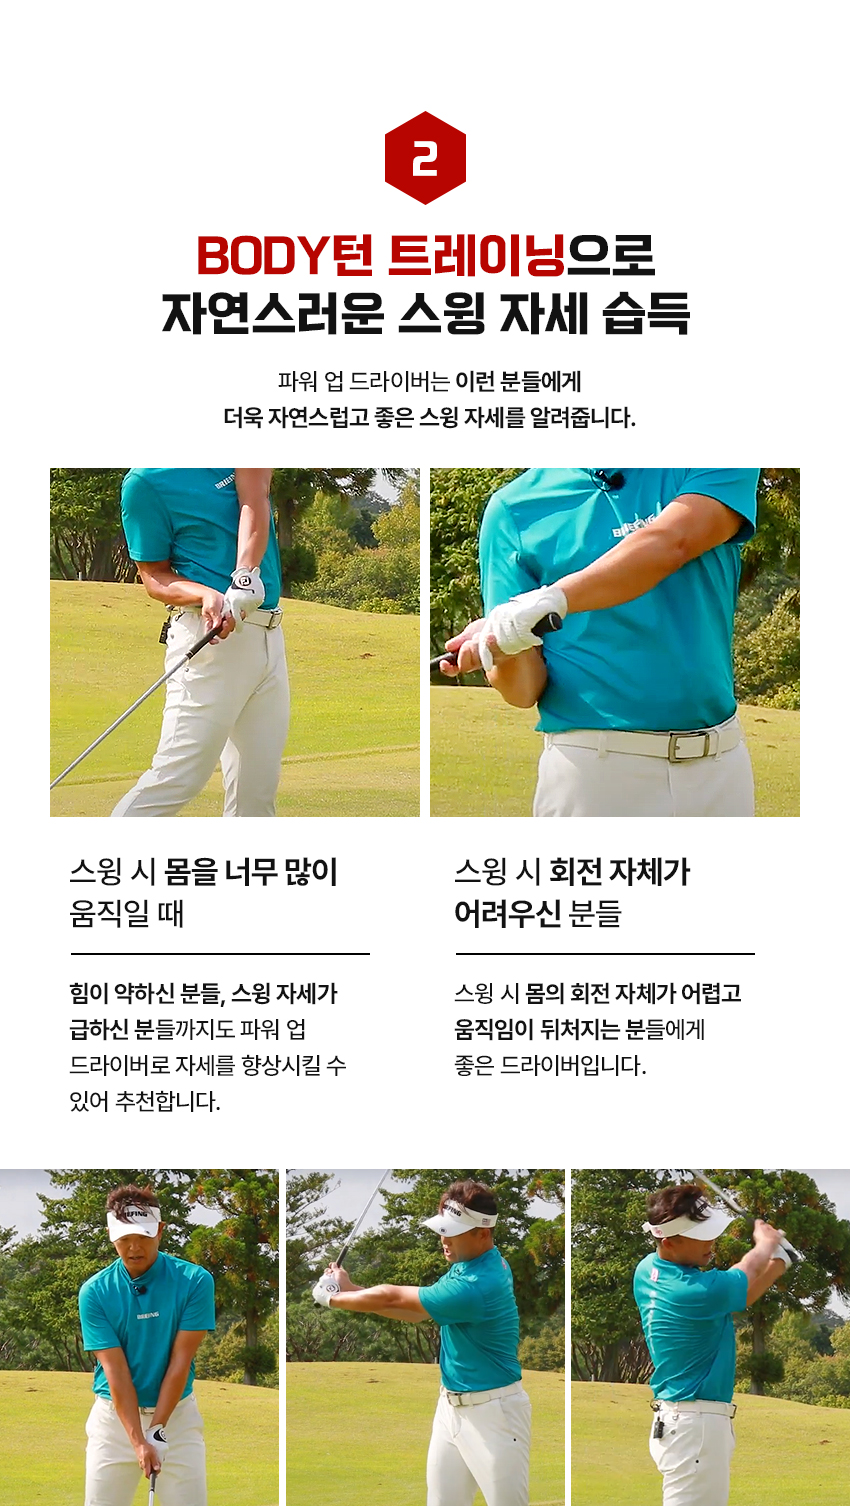 2
BODY턴 트레이닝으로
자연스러운 스윙 자세 습득
파워 업 드라이버는 이런 분들에게
더욱 자연스럽고 좋은 스윙 자세를 알려줍니다.
스윙 시 몸을 너무 많이
움직일 때
힘이 약하신 분들, 스윙 자세가
급하신 분들까지도 파워 업
드라이버로 자세를 향상시킬 수
있어 추천합니다.
스윙 시 회전 자체가
어려우신 분들
스윙 시 몸의 회전 자체가 어렵고
움직임이 뒤처지는 분들에게
좋은 드라이버입니다.
BRIEFING